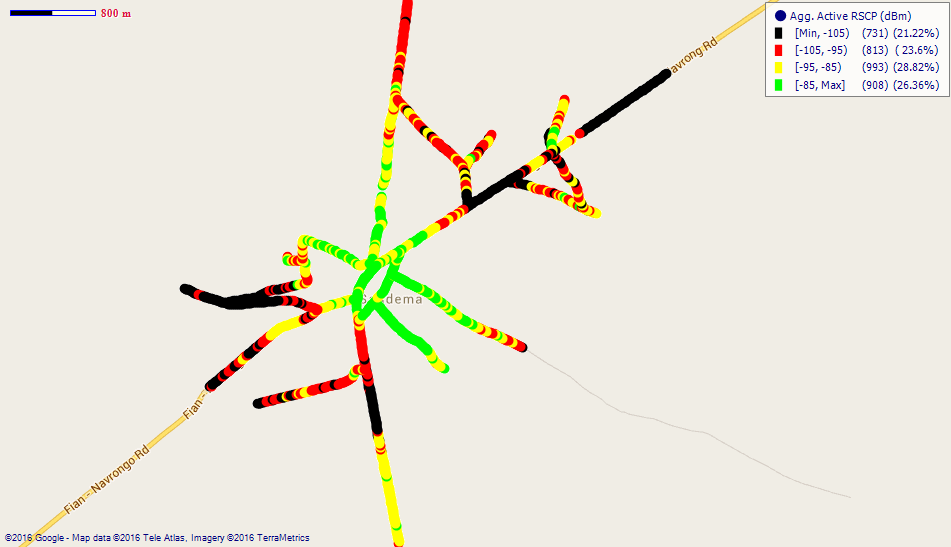 800 m
Agg. Active RSCP (dBm)
[Min, -105) (731) (21.22%)
[-105, -95) (813) ( 23.6%)
[-95, -85) (993) (28.82%)
[-85, Max] (908) (26.36%)
avrong Rd
dema
Fian -
Fian - Navrongo Rd
©2016 Google - Map data ©2016 Tele Atlas, Imagery ©2016 TerraMetrics